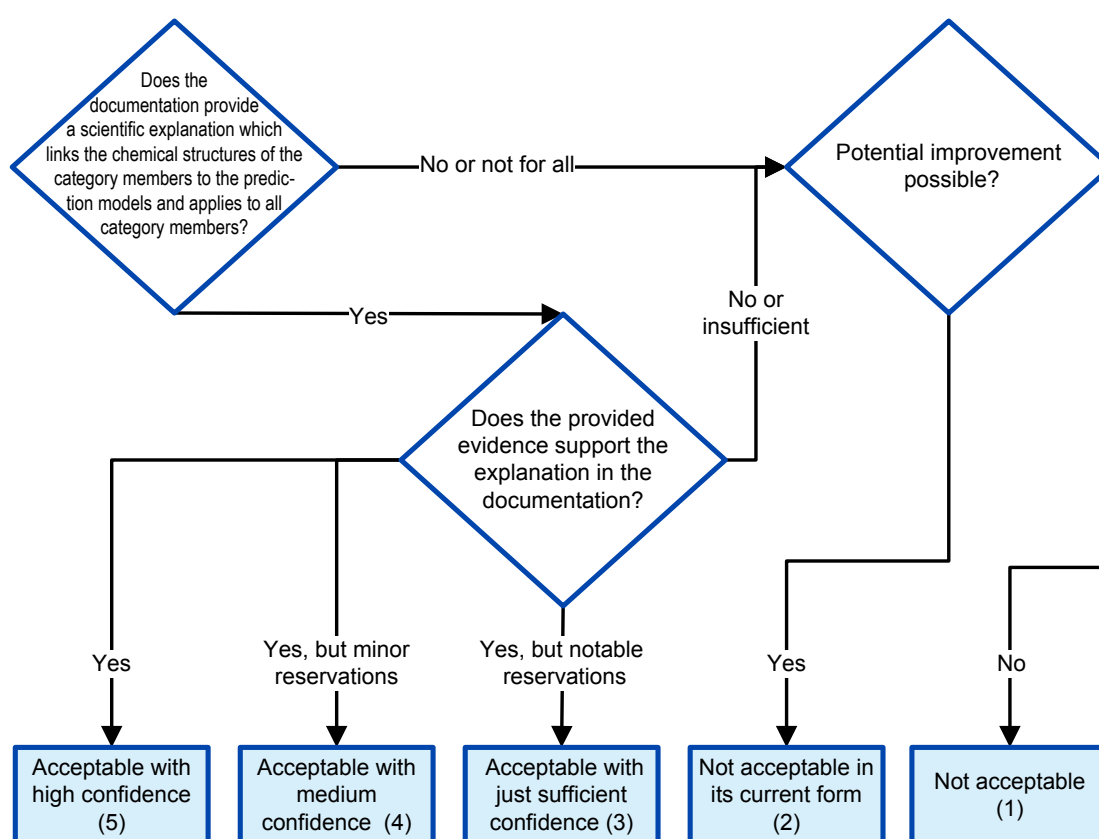 Does the
documentation provide
a scientific explanation which
links the chemical structures of the
category members to the predic-
tion models and applies to all
category members?
No or not for all
Potential improvement
possible?
Yes
No or
insufficient
Does the provided
evidence support the
explanation in the
documentation?
Yes
Yes, but minor
reservations
Yes, but notable
reservations
Yes
No
Acceptable with
high confidence
(5)
Acceptable with
medium
confidence (4)
Acceptable with
just sufficient
confidence (3)
Not acceptable in
its current form
(2)
Not acceptable
(1)